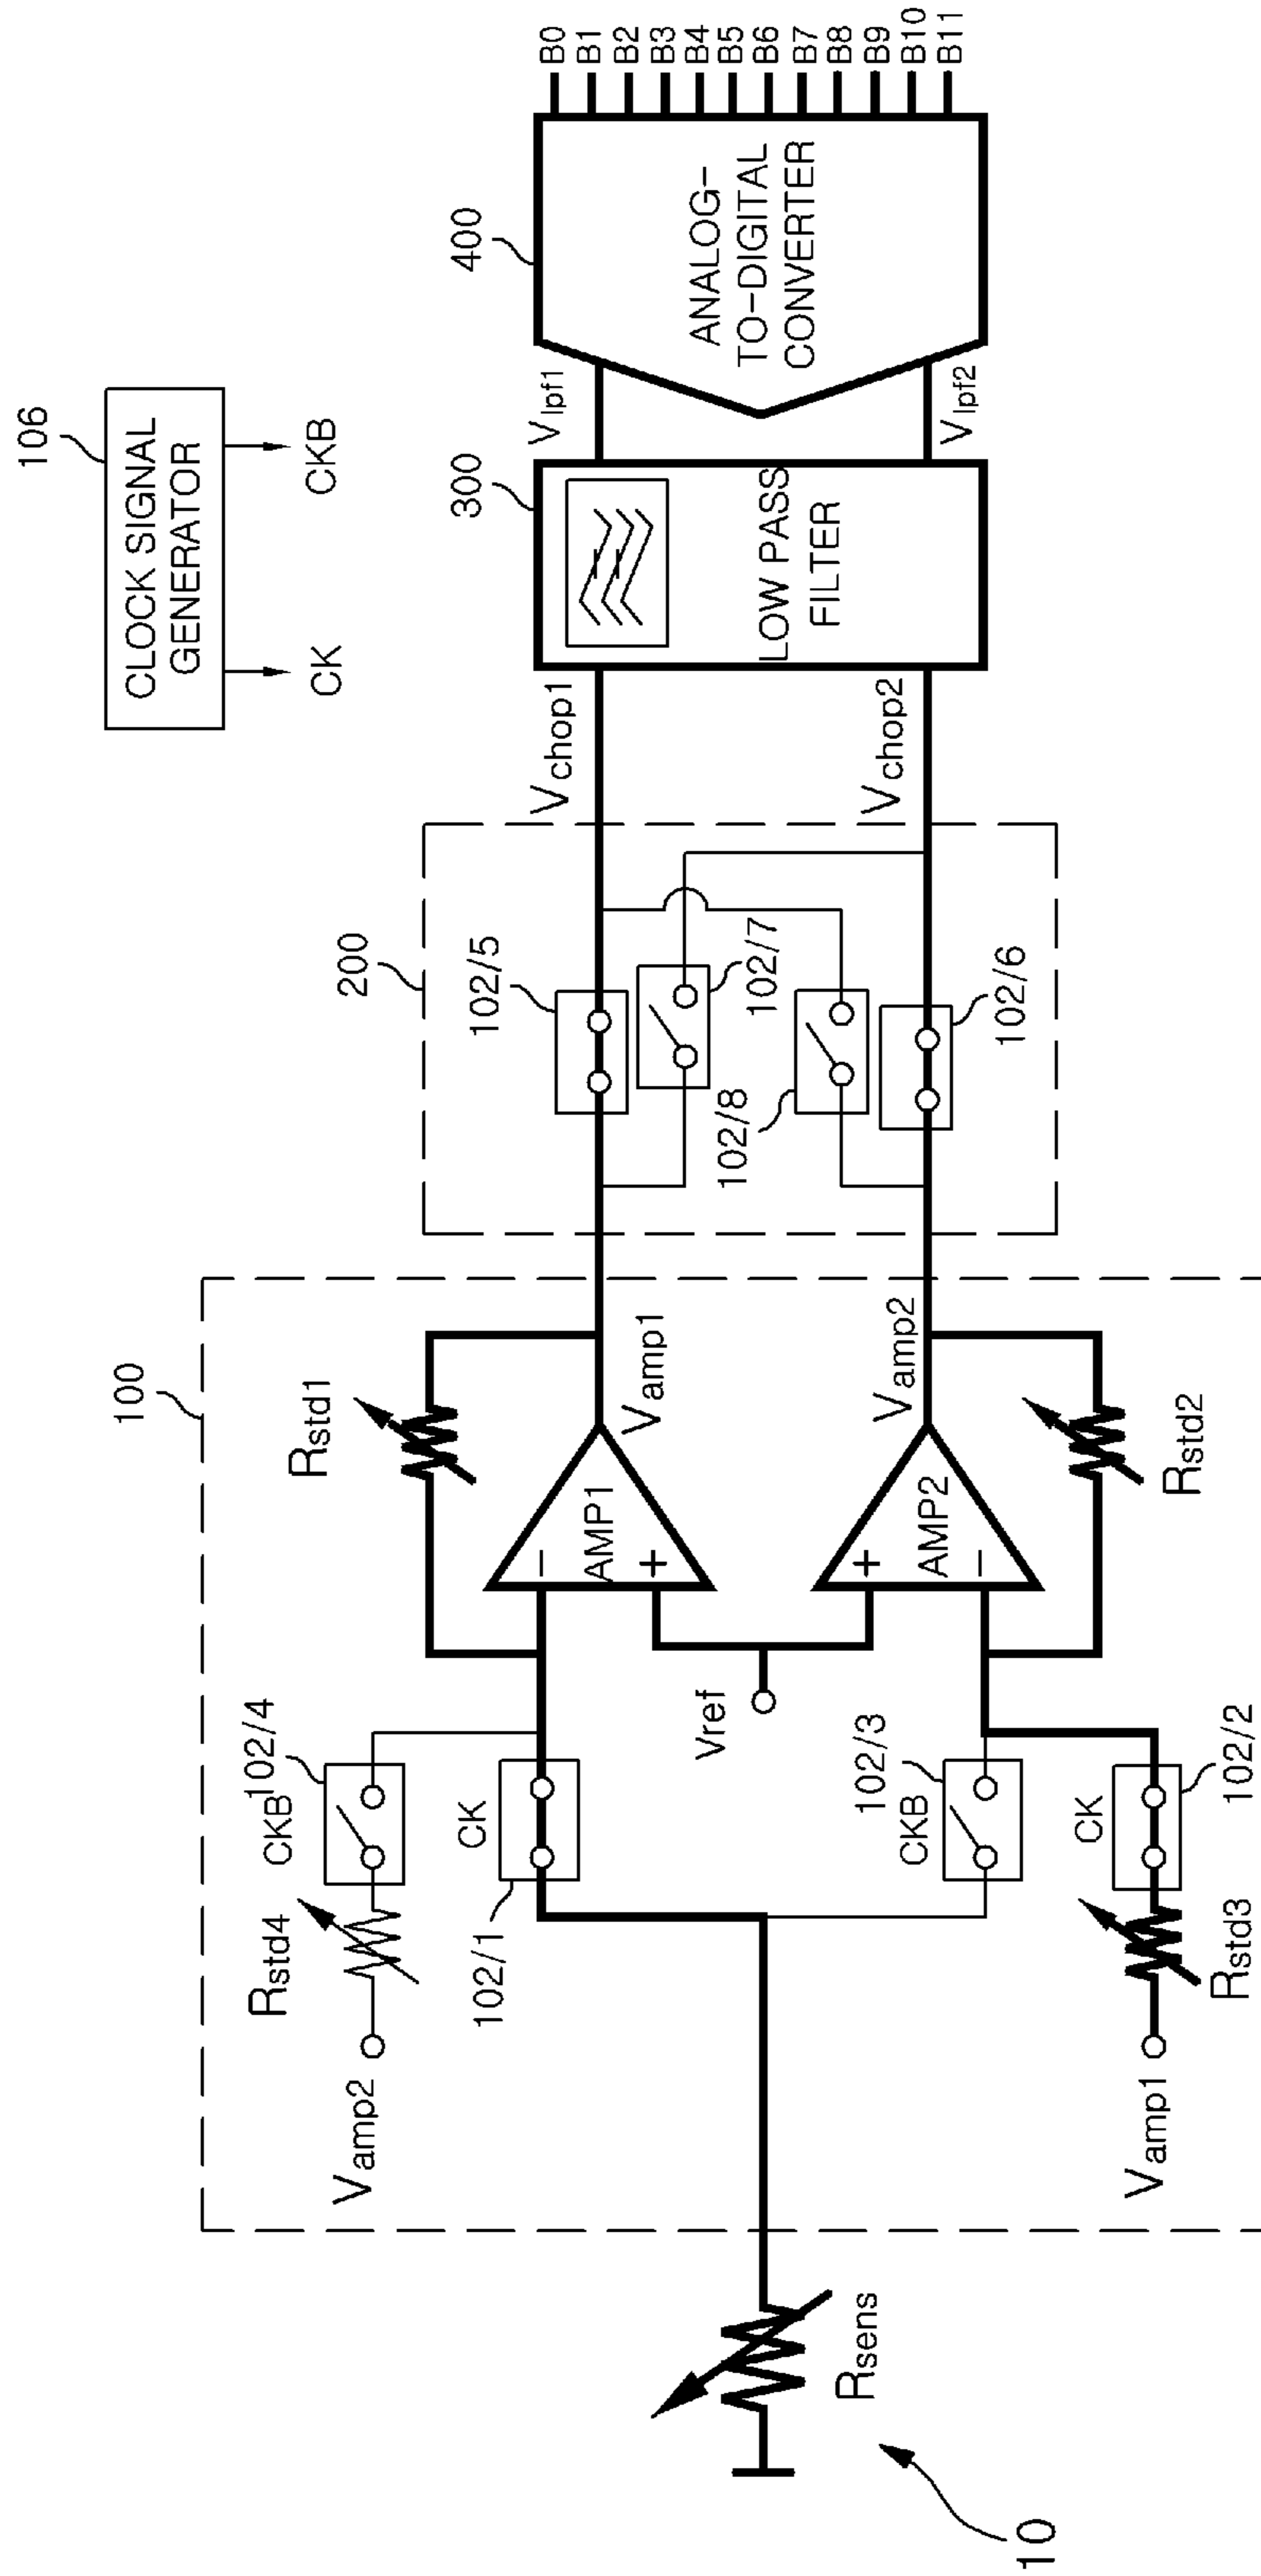 106
CLOCK SIGNAL
GENERATOR
CK
CKB
10
Rsens
100
Vamp2
Rstd4
CKB
102/4
CK
102/1
Rstd1
AMP1
−
+
Vamp1
Vref
CKB
102/3
AMP2
+
−
Vamp2
Rstd2
Vamp1
Rstd3
CK
102/2
200
102/5
102/7
102/8
102/6
Vchop1
Vchop2
300
LOW PASS
FILTER
Vlpf1
Vlpf2
400
ANALOG-
TO-DIGITAL
CONVERTER
B0
B1
B2
B3
B4
B5
B6
B7
B8
B9
B10
B11